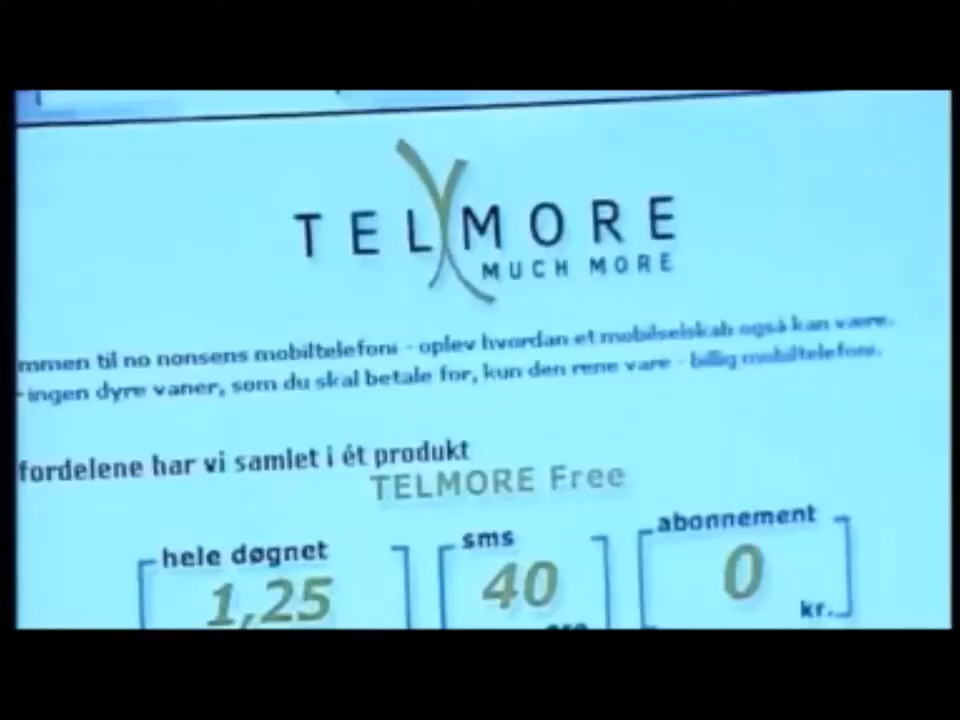 TELMORE
MUCH MORE
mmen til no nonsens mobiltelefoni - oplev hvordan et mobilselskab også kan være.
- ingen dyre vaner, som du skal betale for, kun den rene vare - billig mobiltelefoni.
fordelene har vi samlet i ét produkt
TELMORE Free
hele døgnet sms abonnement
1,25 40 0
kr.